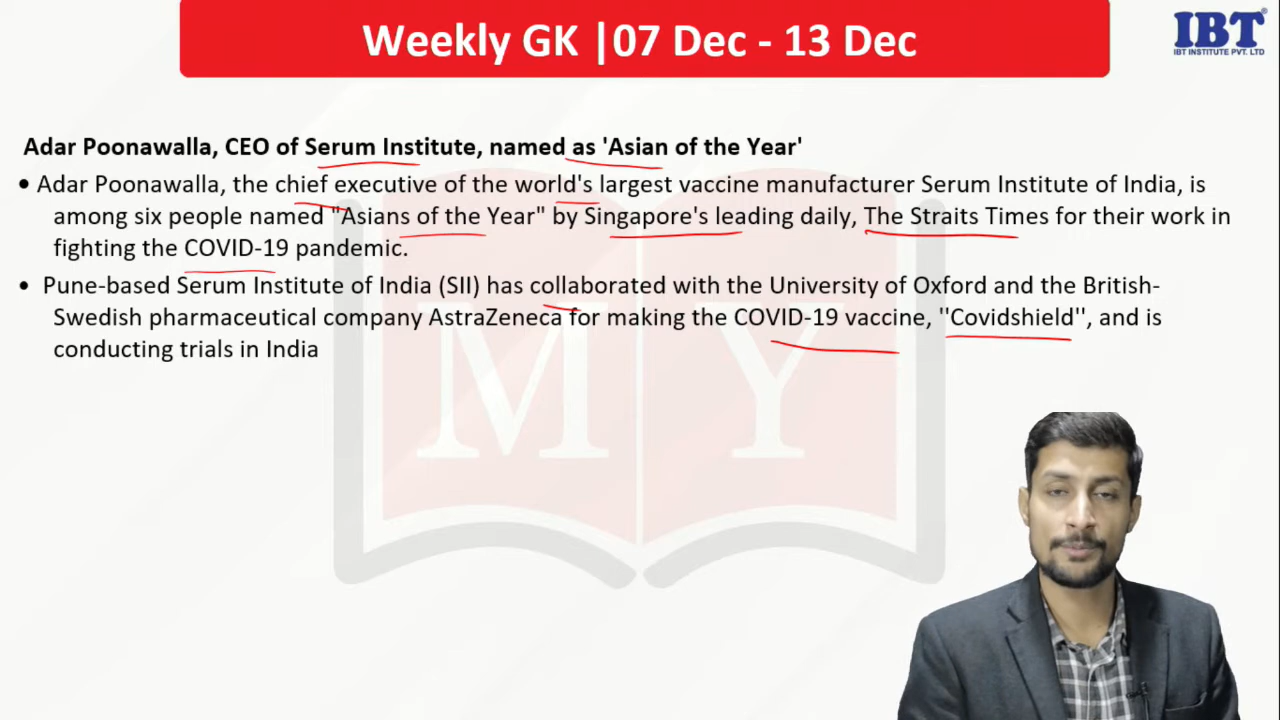 Weekly GK |07 Dec - 13 Dec
IBT
IBT INSTITUTE PVT. LTD
Adar Poonawalla, CEO of Serum Institute, named as 'Asian of the Year'
• Adar Poonawalla, the chief executive of the world's largest vaccine manufacturer Serum Institute of India, is
among six people named "Asians of the Year" by Singapore's leading daily, The Straits Times for their work in
fighting the COVID-19 pandemic.
• Pune-based Serum Institute of India (SII) has collaborated with the University of Oxford and the British-
Swedish pharmaceutical company AstraZeneca for making the COVID-19 vaccine, ''Covidshield'', and is
conducting trials in India
M Y